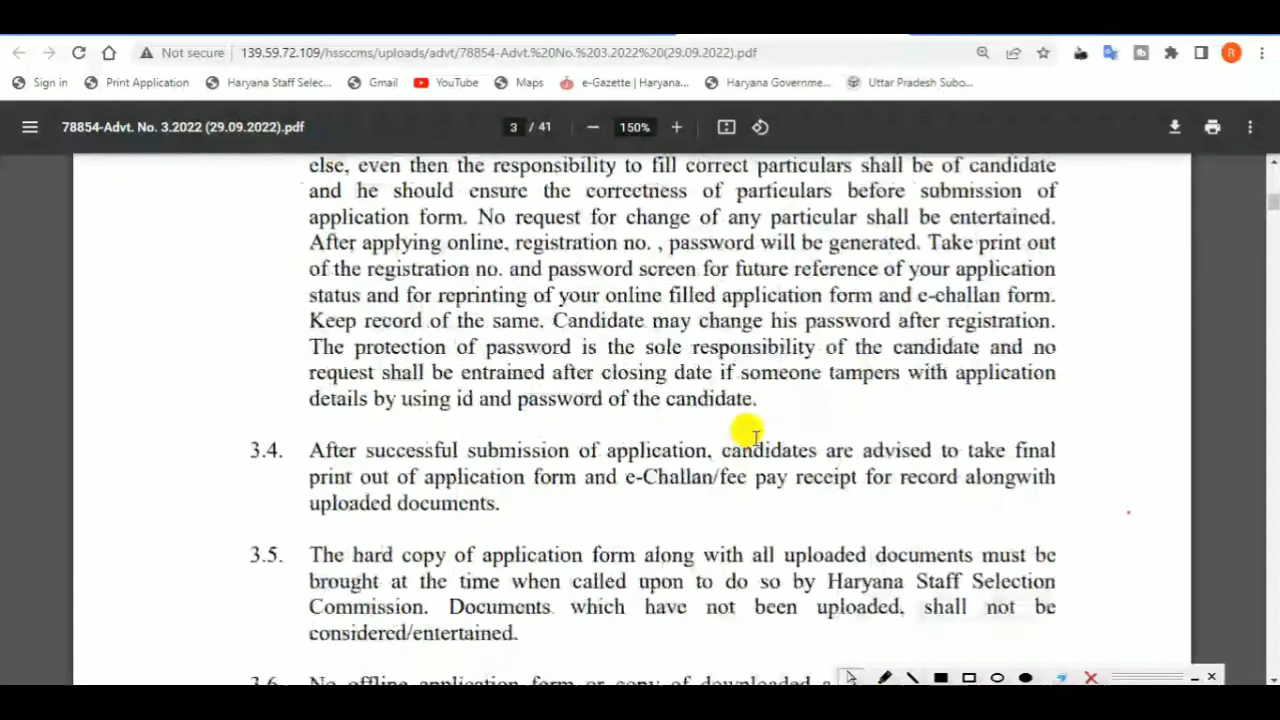 Not secure
139.59.72.109/hssccms/uploads/advt/78854-Advt.%20No.%203.2022%20(29.09.2022).pdf
Sign in
Print Application
Haryana Staff Selec...
Gmail
YouTube
Maps
e-Gazette | Haryana...
Haryana Governme...
Uttar Pradesh Subo...
78854-Advt. No. 3.2022 (29.09.2022).pdf
3 / 41
150%
else, even then the responsibility to fill correct particulars shall be of candidate
and he should ensure the correctness of particulars before submission of
application form. No request for change of any particular shall be entertained.
After applying online, registration no. , password will be generated. Take print out
of the registration no. and password screen for future reference of your application
status and for reprinting of your online filled application form and e-challan form.
Keep record of the same. Candidate may change his password after registration.
The protection of password is the sole responsibility of the candidate and no
request shall be entrained after closing date if someone tampers with application
details by using id and password of the candidate.
3.4. After successful submission of application, candidates are advised to take final
print out of application form and e-Challan/fee pay receipt for record alongwith
uploaded documents.
3.5. The hard copy of application form along with all uploaded documents must be
brought at the time when called upon to do so by Haryana Staff Selection
Commission. Documents which have not been uploaded, shall not be
considered/entertained.
3.6. No offline application form or copy of downloaded a